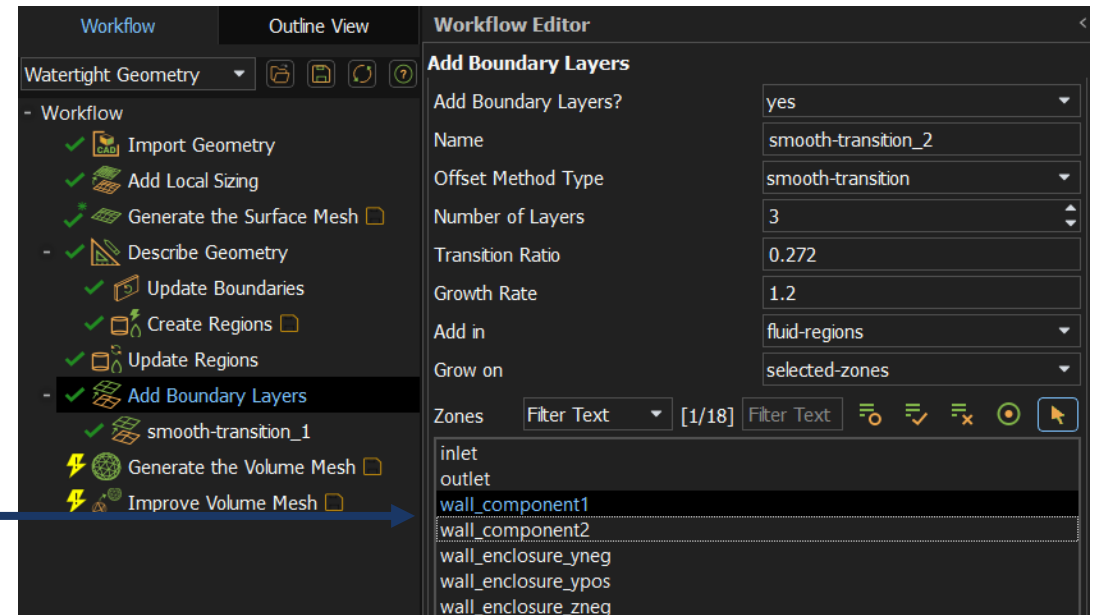 Workflow
Outline View
Watertight Geometry
- Workflow
Import Geometry
Add Local Sizing
Generate the Surface Mesh
- Describe Geometry
Update Boundaries
Create Regions
Update Regions
- Add Boundary Layers
smooth-transition_1
Generate the Volume Mesh
Improve Volume Mesh
Workflow Editor
Add Boundary Layers
Add Boundary Layers? yes
Name smooth-transition_2
Offset Method Type smooth-transition
Number of Layers 3
Transition Ratio 0.272
Growth Rate 1.2
Add in fluid-regions
Grow on selected-zones
Zones Filter Text [1/18] Filter Text
inlet
outlet
wall_component1
wall_component2
wall_enclosure_yneg
wall_enclosure_ypos
wall_enclosure_zneg